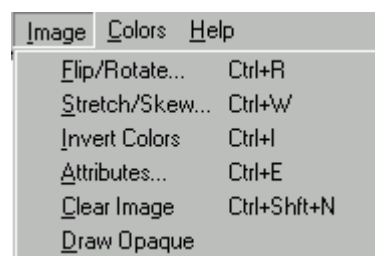 Image Colors Help
Flip/Rotate... Ctrl+R
Stretch/Skew... Ctrl+W
Invert Colors Ctrl+I
Attributes... Ctrl+E
Clear Image Ctrl+Shft+N
Draw Opaque